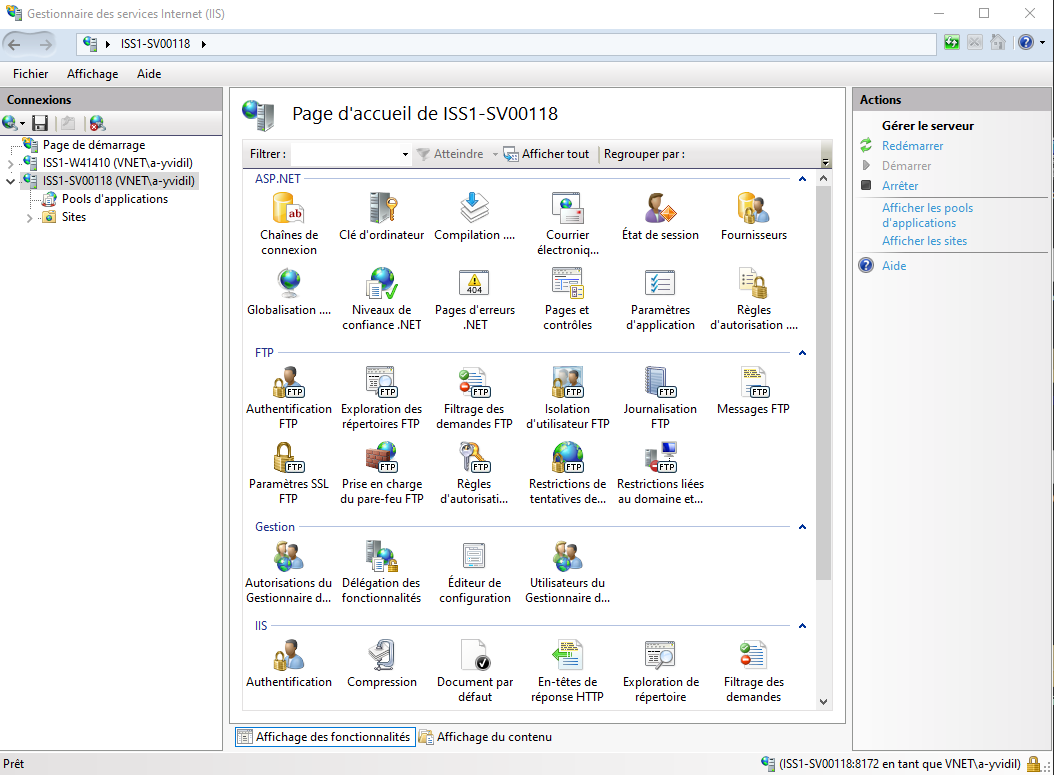 Gestionnaire des services Internet (IIS)
ISS1-SV00118
Fichier Affichage Aide
Connexions
Page de démarrage
ISS1-W41410 (VNET\a-yvidil)
ISS1-SV00118 (VNET\a-yvidil)
Pools d'applications
Sites
Page d'accueil de ISS1-SV00118
Filtrer : Atteindre Afficher tout Regrouper par :
ASP.NET
Chaînes de connexion
Clé d'ordinateur
Compilation ....
Courrier électroniq...
État de session
Fournisseurs
Globalisation ....
Niveaux de confiance .NET
Pages d'erreurs .NET
Pages et contrôles
Paramètres d'application
Règles d'autorisation ....
FTP
Authentification FTP
Exploration des répertoires FTP
Filtrage des demandes FTP
Isolation d'utilisateur FTP
Journalisation FTP
Messages FTP
Paramètres SSL FTP
Prise en charge du pare-feu FTP
Règles d'autorisati...
Restrictions de tentatives de...
Restrictions liées au domaine et...
Gestion
Autorisations du Gestionnaire d...
Délégation des fonctionnalités
Éditeur de configuration
Utilisateurs du Gestionnaire d...
IIS
Authentification
Compression
Document par défaut
En-têtes de réponse HTTP
Exploration de répertoire
Filtrage des demandes
Affichage des fonctionnalités Affichage du contenu
Actions
Gérer le serveur
Redémarrer
Démarrer
Arrêter
Afficher les pools
d'applications
Afficher les sites
Aide
Prêt
(ISS1-SV00118:8172 en tant que VNET\a-yvidil)